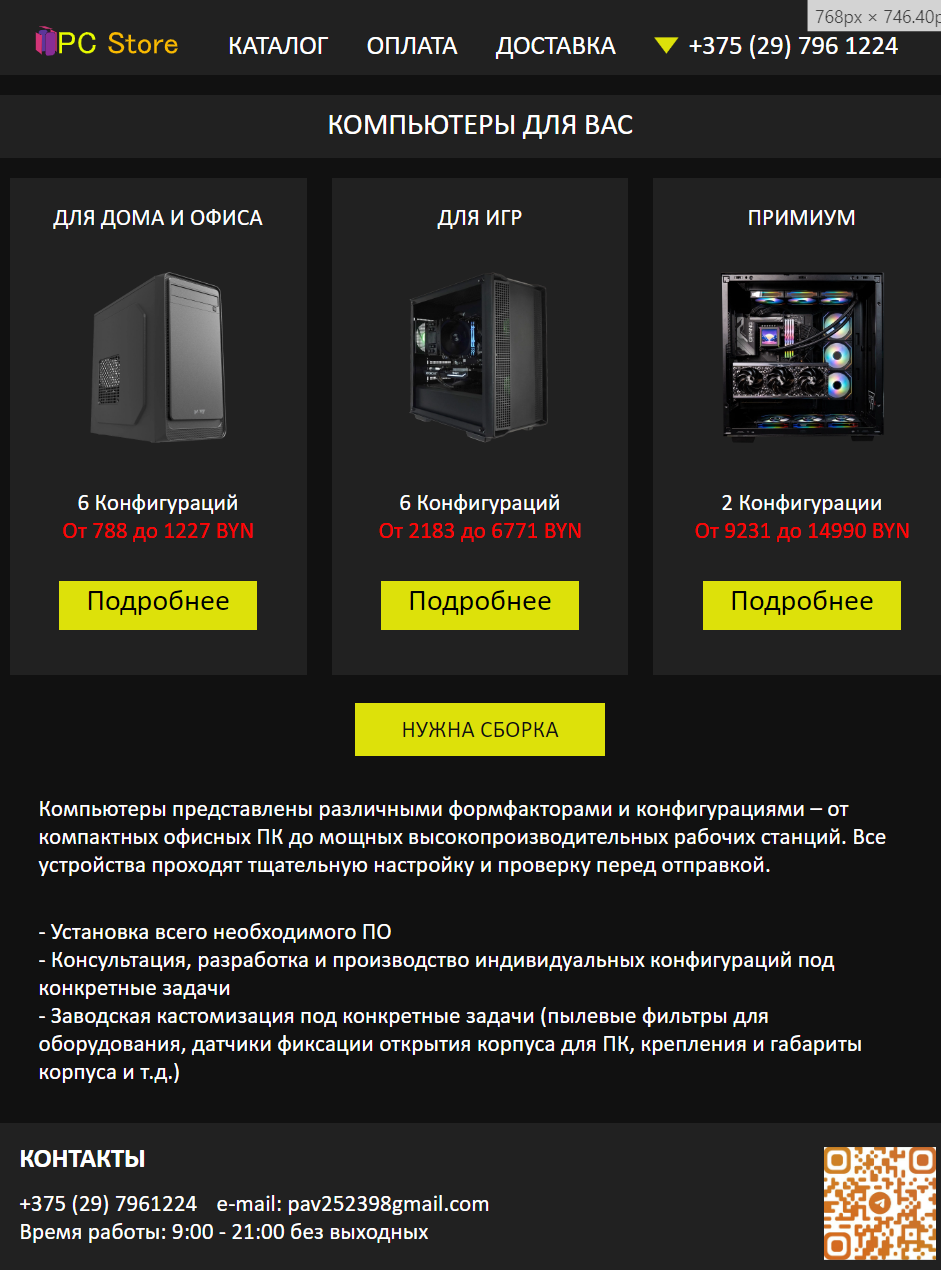 768px × 746.40p
PC Store
КАТАЛОГ ОПЛАТА ДОСТАВКА +375 (29) 796 1224
КОМПЬЮТЕРЫ ДЛЯ ВАС
ДЛЯ ДОМА И ОФИСА
ДЛЯ ИГР
ПРИМИУМ
6 Конфигураций
От 788 до 1227 BYN
Подробнее
6 Конфигураций
От 2183 до 6771 BYN
Подробнее
2 Конфигурации
От 9231 до 14990 BYN
Подробнее
НУЖНА СБОРКА
Компьютеры представлены различными формфакторами и конфигурациями – от
компактных офисных ПК до мощных высокопроизводительных рабочих станций. Все
устройства проходят тщательную настройку и проверку перед отправкой.
- Установка всего необходимого ПО
- Консультация, разработка и производство индивидуальных конфигураций под
конкретные задачи
- Заводская кастомизация под конкретные задачи (пылевые фильтры для
оборудования, датчики фиксации открытия корпуса для ПК, крепления и габариты
корпуса и т.д.)
КОНТАКТЫ
+375 (29) 7961224 e-mail: pav252398gmail.com
Время работы: 9:00 - 21:00 без выходных